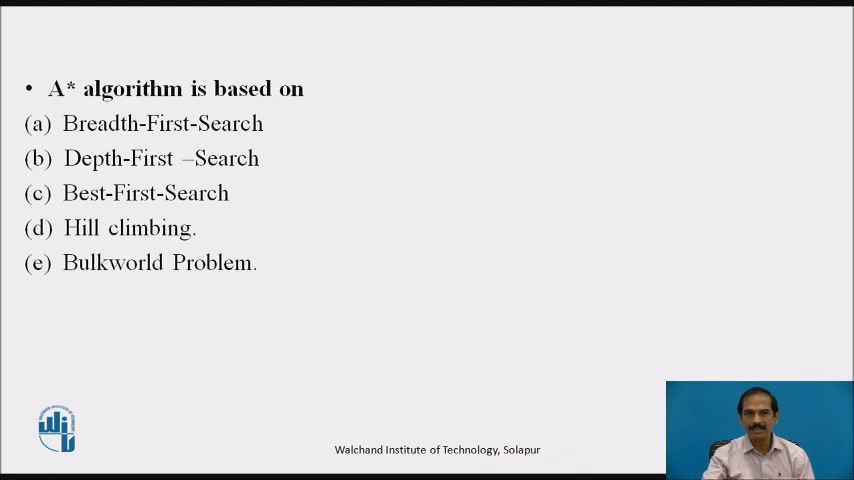 • A* algorithm is based on
(a) Breadth-First-Search
(b) Depth-First –Search
(c) Best-First-Search
(d) Hill climbing.
(e) Bulkworld Problem.
Walchand Institute of Technology, Solapur